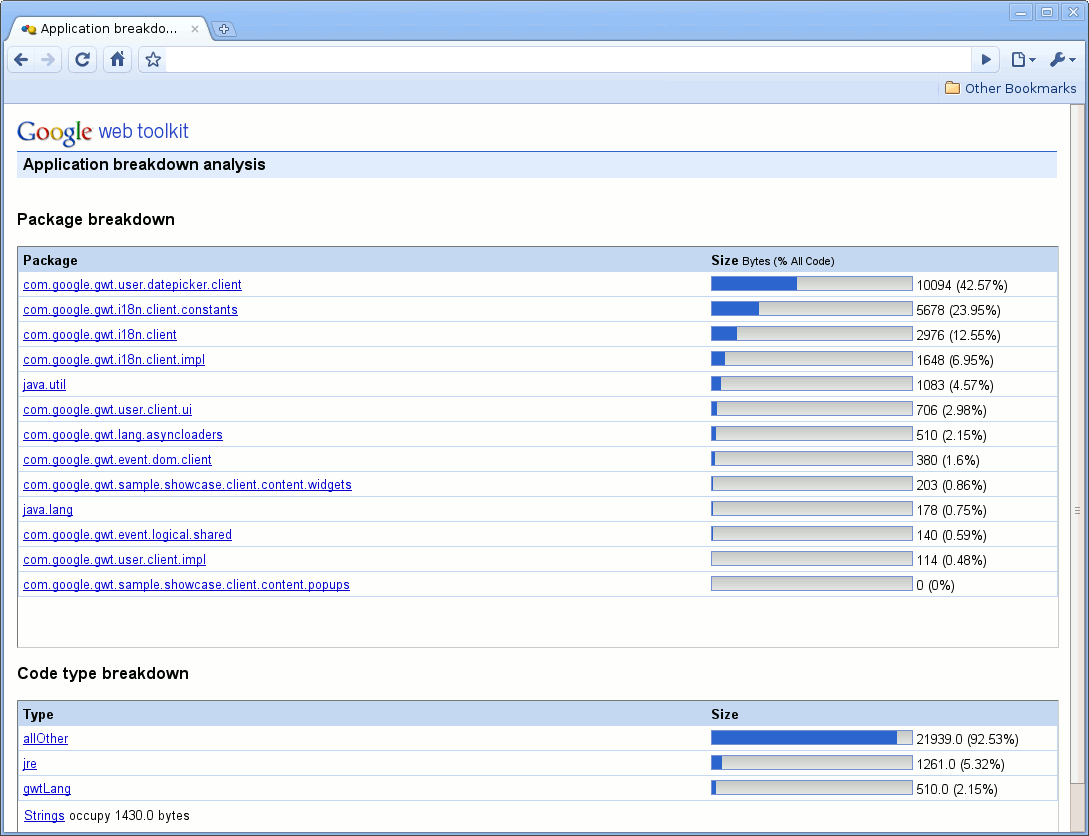 Application breakdo...
Other Bookmarks
Google web toolkit
Application breakdown analysis
Package breakdown
Package Size Bytes (% All Code)
com.google.gwt.user.datepicker.client 10094 (42.57%)
com.google.gwt.i18n.client.constants 5678 (23.95%)
com.google.gwt.i18n.client 2976 (12.55%)
com.google.gwt.i18n.client.impl 1648 (6.95%)
java.util 1083 (4.57%)
com.google.gwt.user.client.ui 706 (2.98%)
com.google.gwt.lang.asyncloaders 510 (2.15%)
com.google.gwt.event.dom.client 380 (1.6%)
com.google.gwt.sample.showcase.client.content.widgets 203 (0.86%)
java.lang 178 (0.75%)
com.google.gwt.event.logical.shared 140 (0.59%)
com.google.gwt.user.client.impl 114 (0.48%)
com.google.gwt.sample.showcase.client.content.popups 0 (0%)
Code type breakdown
Type Size
allOther 21939.0 (92.53%)
jre 1261.0 (5.32%)
gwtLang 510.0 (2.15%)
Strings occupy 1430.0 bytes